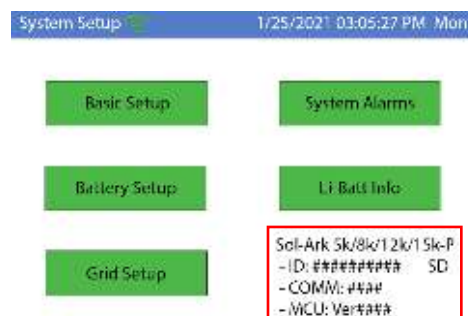 System Setup 1/25/2021 03:05:27 PM Mon
Basic Setup System Alarms
Battery Setup Li-Batt Info
Grid Setup
Sol-Ark 5k/8k/12k/15k-P
-ID: ########## SD
-COMM: ####
-MCU: Ver####